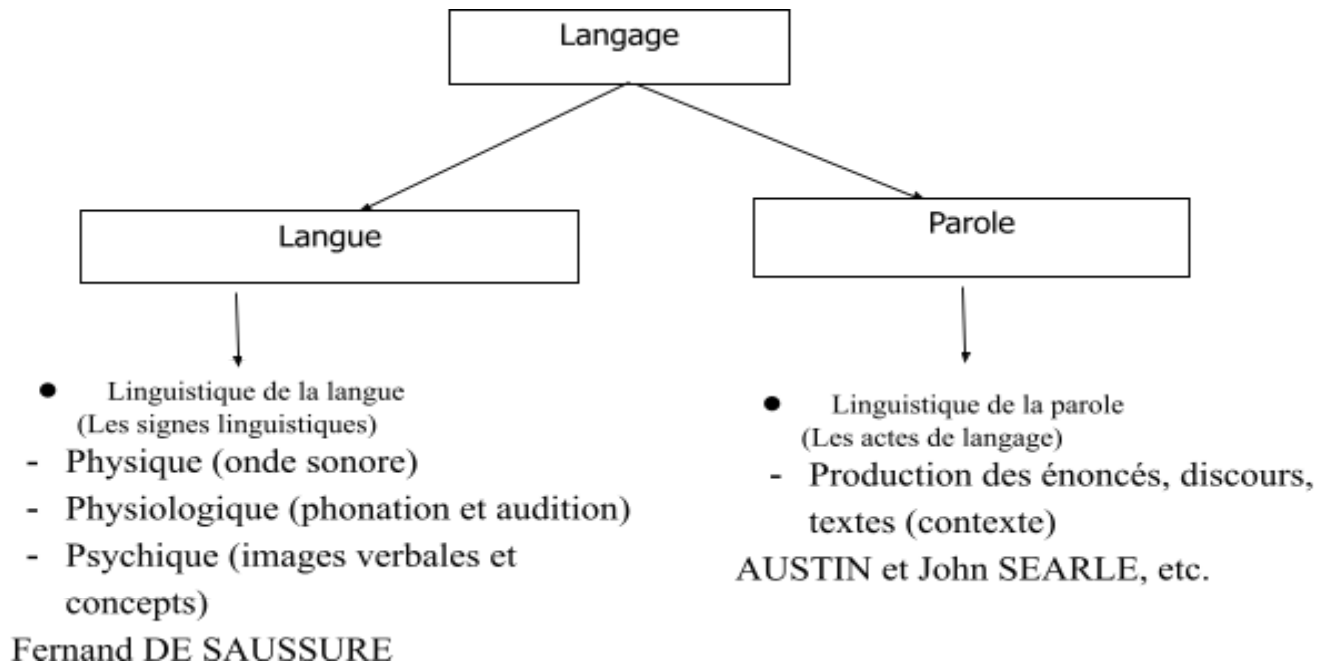 Langage
Langue
Parole
● Linguistique de la langue
(Les signes linguistiques)
- Physique (onde sonore)
- Physiologique (phonation et audition)
- Psychique (images verbales et
concepts)
Fernand DE SAUSSURE
● Linguistique de la parole
(Les actes de langage)
- Production des énoncés, discours,
textes (contexte)
AUSTIN et John SEARLE, etc.